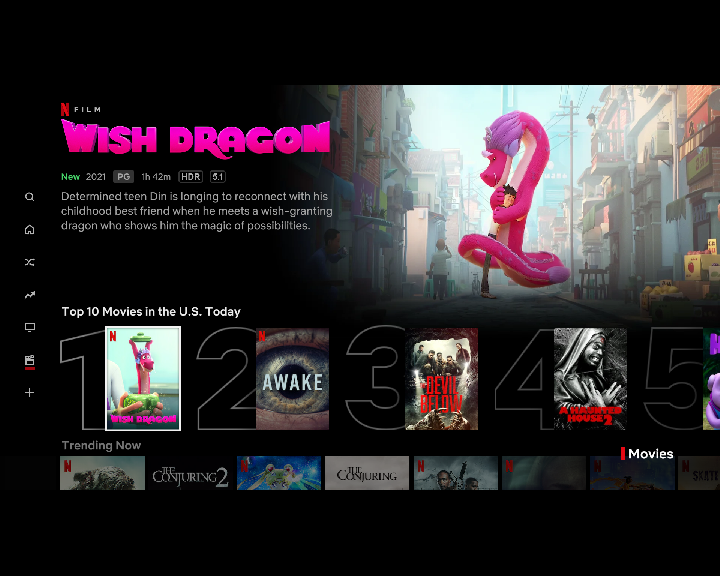 N FILM
WISH DRAGON
New 2021 PG 1h 42m HDR 5.1
Determined teen Din is longing to reconnect with his
childhood best friend when he meets a wish-granting
dragon who shows him the magic of possibilities.
Top 10 Movies in the U.S. Today
1 N WISH DRAGON
2 N AWAKE
3 DEVIL BELOW
4 A HAUNTED HOUSE 2
5 N
Trending Now
Movies
N THE CONJURING 2 N THE CONJURING N N N